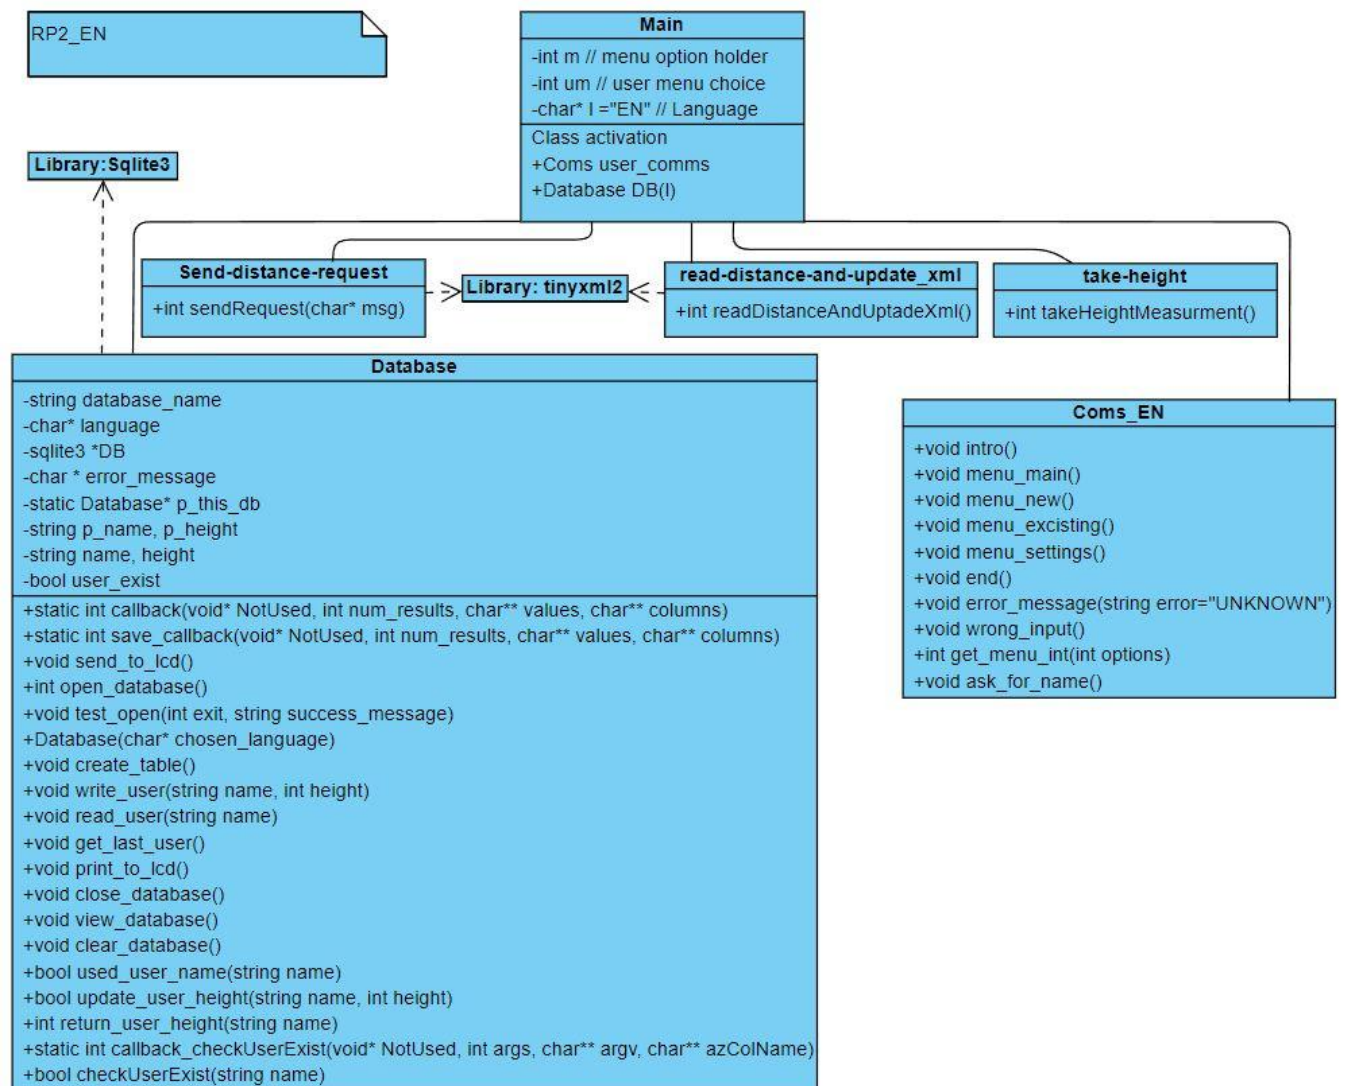 RP2_EN
Main
-int m // menu option holder
-int um // user menu choice
-char* l ="EN" // Language
Class activation
+Coms user_comms
+Database DB(l)
Library:Sqlite3
Send-distance-request
+int sendRequest(char* msg)
Library: tinyxml2
read-distance-and-update_xml
+int readDistanceAndUptadeXml()
take-height
+int takeHeightMeasurment()
Database
-string database_name
-char* language
-sqlite3 *DB
-char * error_message
-static Database* p_this_db
-string p_name, p_height
-string name, height
-bool user_exist
+static int callback(void* NotUsed, int num_results, char** values, char** columns)
+static int save_callback(void* NotUsed, int num_results, char** values, char** columns)
+void send_to_lcd()
+int open_database()
+void test_open(int exit, string success_message)
+Database(char* chosen_language)
+void create_table()
+void write_user(string name, int height)
+void read_user(string name)
+void get_last_user()
+void print_to_lcd()
+void close_database()
+void view_database()
+void clear_database()
+bool used_user_name(string name)
+bool update_user_height(string name, int height)
+int return_user_height(string name)
+static int callback_checkUserExist(void* NotUsed, int args, char** argv, char** azColName)
+bool checkUserExist(string name)
Coms_EN
+void intro()
+void menu_main()
+void menu_new()
+void menu_excisting()
+void menu_settings()
+void end()
+void error_message(string error="UNKNOWN")
+void wrong_input()
+int get_menu_int(int options)
+void ask_for_name()